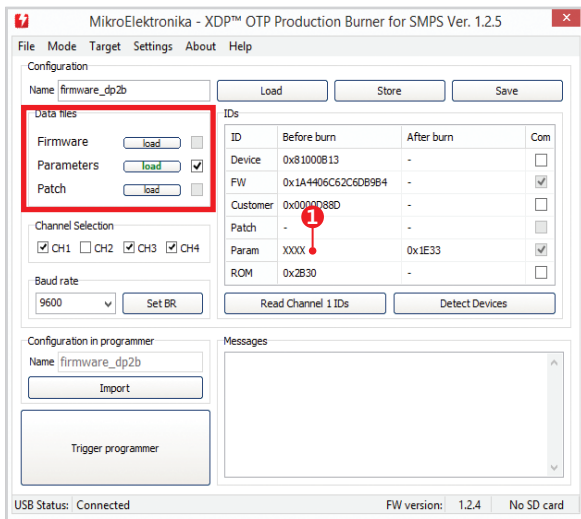 MikroElektronika - XDP™ OTP Production Burner for SMPS Ver. 1.2.5
File Mode Target Settings About Help
Configuration
Name firmware_dp2b Load Store Save
Data files
Firmware load
Parameters load
Patch load
Channel Selection
CH1 CH2 CH3 CH4
Baud rate
9600 Set BR
IDs
ID Before burn After burn Com
Device 0x81000B13 -
FW 0x1A4406C62C6DB9B4 -
Customer 0x0000D88D -
Patch - -
1
Param XXXX 0x1E33
ROM 0x2B30 -
Read Channel 1 IDs Detect Devices
Configuration in programmer
Name firmware_dp2b
Import
Trigger programmer
Messages
USB Status: Connected FW version: 1.2.4 No SD card